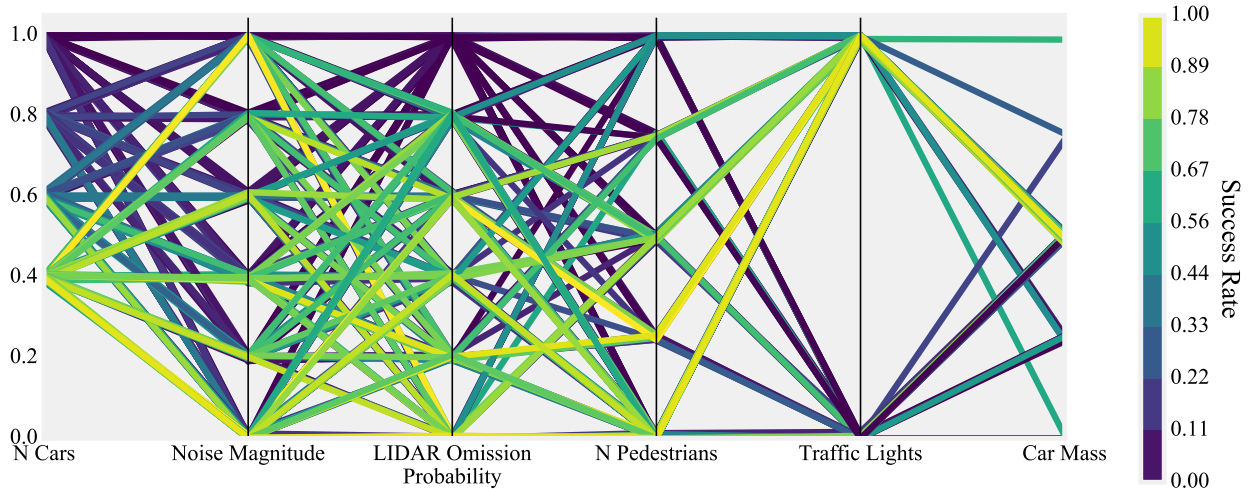 1.0
0.8
0.6
0.4
0.2
0.0
N Cars
Noise Magnitude
LIDAR Omission
Probability
N Pedestrians
Traffic Lights
Car Mass
1.00
0.89
0.78
0.67
0.56
0.44
0.33
0.22
0.11
0.00
Success Rate